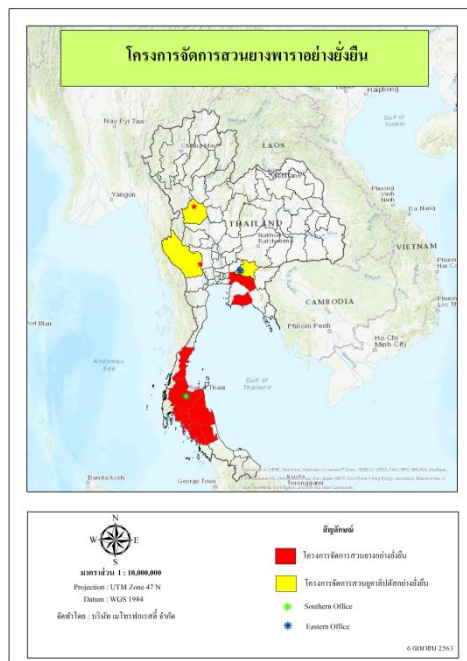 โครงการจัดการสวนยางพาราอย่างยั่งยืน
Nay Pyi Taw
Haiphong
Gulf of
LAOS
Yangon
THAILAND
Nakhon
Ratchasima
Da Nang
VIETNAM
CAMBODIA
Phnom Penh
Ho Chi
Minh City
Port Blair
Andaman
Sea
Gulf of
Thailand
Banda Aceh
George Town
N
W
E
S
มาตราส่วน 1 : 10,000,000
Projection : UTM Zone 47 N
Datum : WGS 1984
จัดทำโดย : บริษัท เมโทรฟอเรสตี้ จำกัด
สัญลักษณ์
โครงการจัดการสวนยางอย่างยั่งยืน
โครงการจัดการสวนยูคาลิปตัสอย่างยั่งยืน
Southern Office
Eastern Office
6 เมษายน 2563